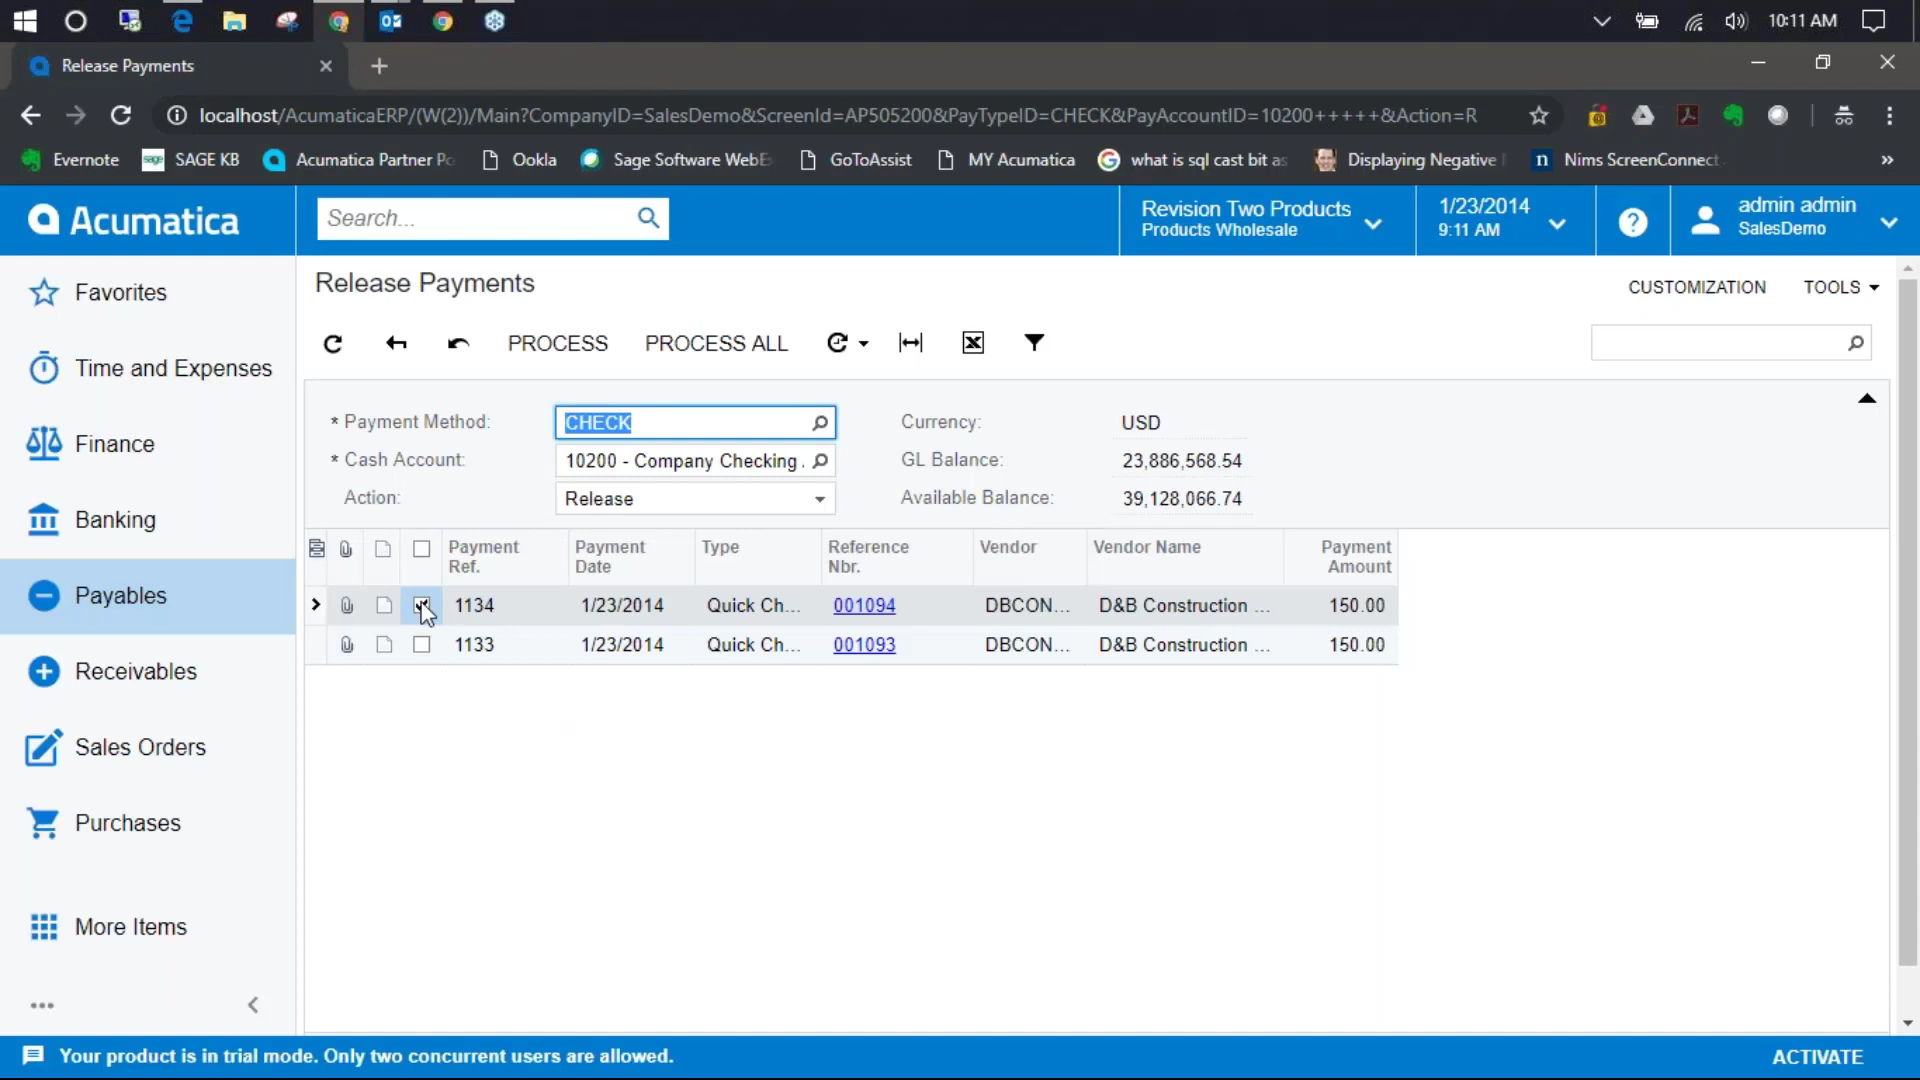 10:11 AM
Release Payments
localhost/AcumaticaERP/(W(2))/Main?CompanyID=SalesDemo&ScreenId=AP505200&PayTypeID=CHECK&PayAccountID=10200+++++&Action=R
Evernote SAGE KB Acumatica Partner Po Ookla Sage Software WebE GoToAssist MY Acumatica what is sql cast bit as Displaying Negative Nims ScreenConnect »
Acumatica
Search...
Revision Two Products
Products Wholesale
1/23/2014
9:11 AM
admin admin
SalesDemo
Favorites
Time and Expenses
Finance
Banking
Payables
Receivables
Sales Orders
Purchases
More Items
Release Payments
CUSTOMIZATION TOOLS
PROCESS PROCESS ALL
* Payment Method: CHECK Currency: USD
* Cash Account: 10200 - Company Checking GL Balance: 23,886,568.54
Action: Release Available Balance: 39,128,066.74
Payment Ref. Payment Date Type Reference Nbr. Vendor Vendor Name Payment Amount
1134 1/23/2014 Quick Ch... 001094 DBCON... D&B Construction ... 150.00
1133 1/23/2014 Quick Ch... 001093 DBCON... D&B Construction ... 150.00
Your product is in trial mode. Only two concurrent users are allowed.
ACTIVATE